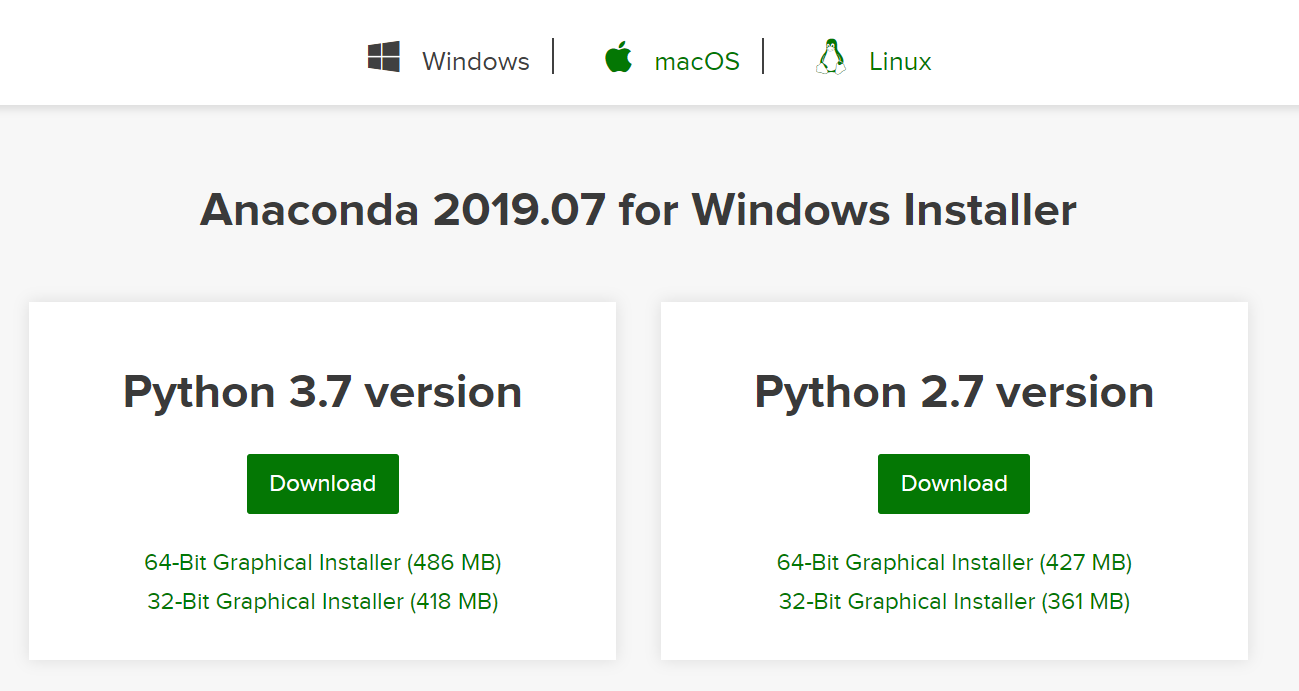 Windows macOS Linux
Anaconda 2019.07 for Windows Installer
Python 3.7 version
Download
64-Bit Graphical Installer (486 MB)
32-Bit Graphical Installer (418 MB)
Python 2.7 version
Download
64-Bit Graphical Installer (427 MB)
32-Bit Graphical Installer (361 MB)